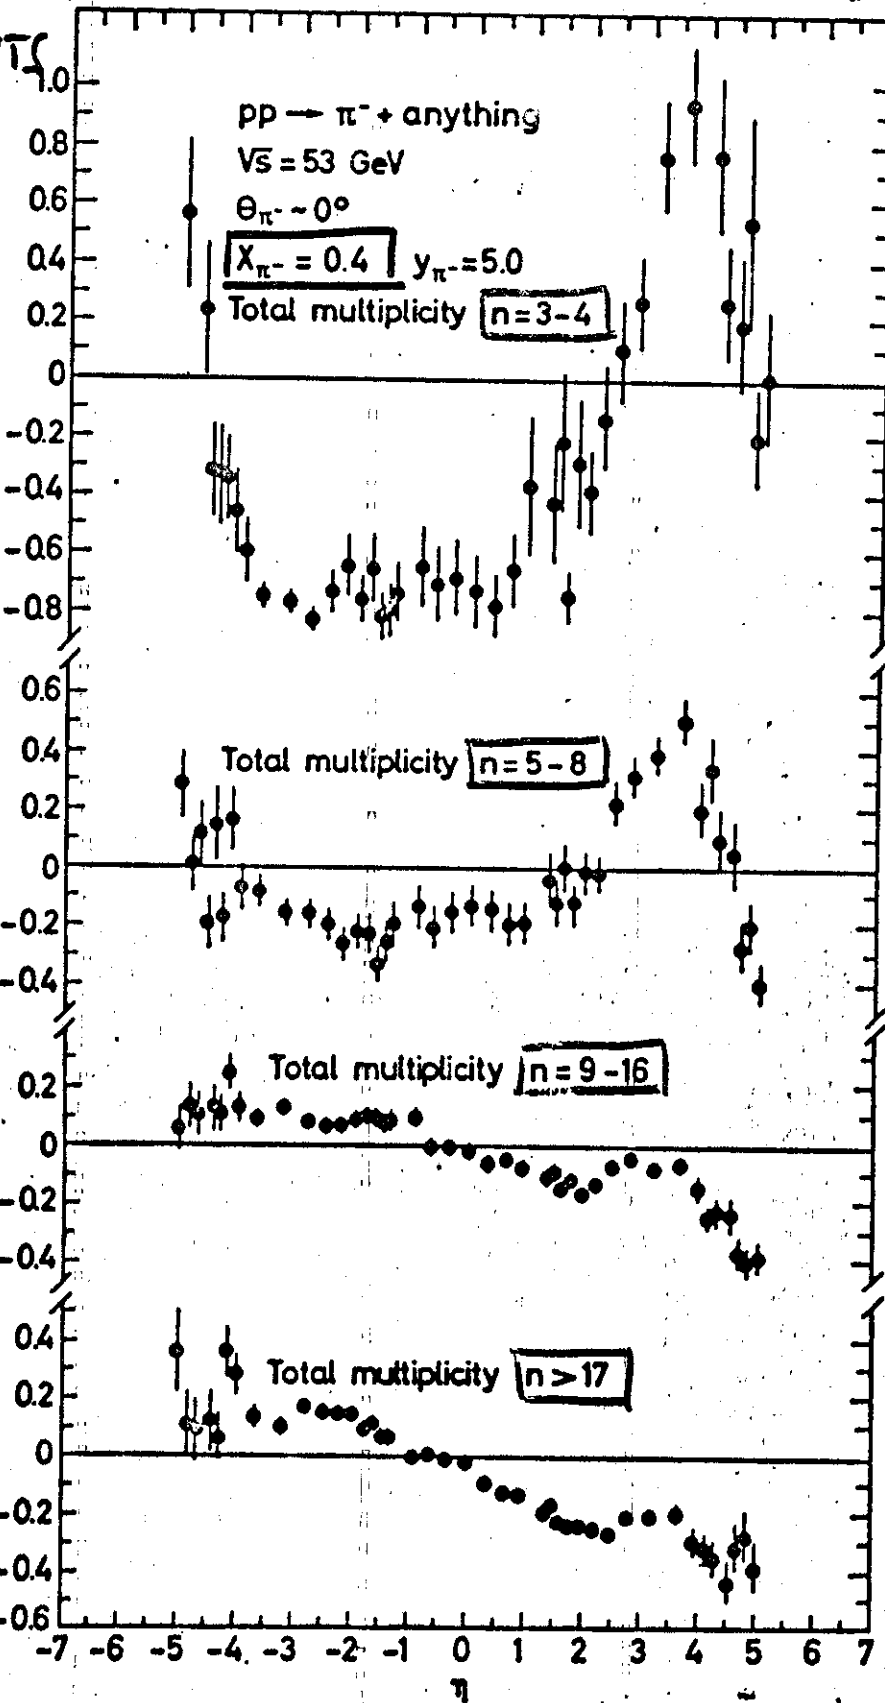 1.0
pp → π⁻ + anything
0.8
√s = 53 GeV
0.6
θπ⁻ ~ 0°
0.4
Xπ⁻ = 0.4 yπ⁻ = 5.0
0.2
Total multiplicity n = 3 - 4
0
-0.2
-0.4
-0.6
-0.8
0.6
0.4
Total multiplicity n = 5 - 8
0.2
0
-0.2
-0.4
Total multiplicity n = 9 - 16
0.2
0
-0.2
-0.4
0.4
Total multiplicity n > 17
0.2
0
-0.2
-0.4
-0.6
-7 -6 -5 -4 -3 -2 -1 0 1 2 3 4 5 6 7
η